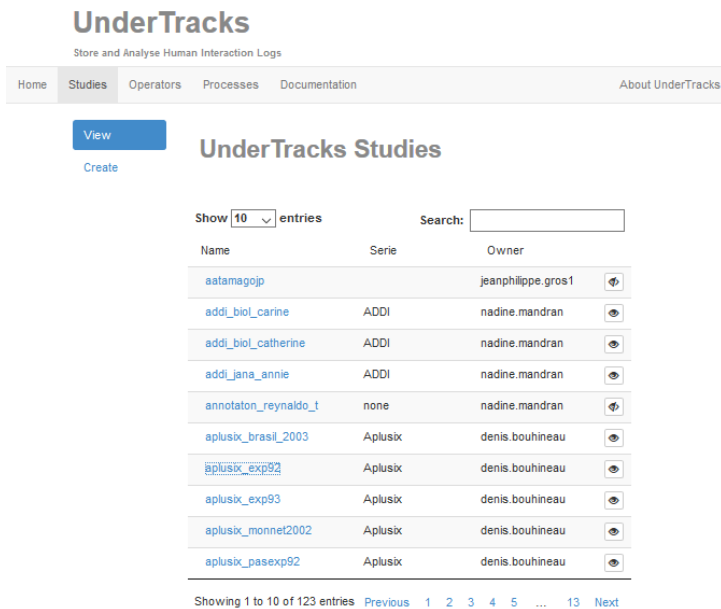 UnderTracks
Store and Analyse Human Interaction Logs
Home Studies Operators Processes Documentation About UnderTracks
View
Create
UnderTracks Studies
Show 10 entries Search:
Name Serie Owner
aatamagojp jeanphilippe.gros1
addi_biol_carine ADDI nadine.mandran
addi_biol_catherine ADDI nadine.mandran
addi_jana_annie ADDI nadine.mandran
annotaton_reynaldo_t none nadine.mandran
aplusix_brasil_2003 Aplusix denis.bouhineau
aplusix_exp92 Aplusix denis.bouhineau
aplusix_exp93 Aplusix denis.bouhineau
aplusix_monnet2002 Aplusix denis.bouhineau
aplusix_pasexp92 Aplusix denis.bouhineau
Showing 1 to 10 of 123 entries Previous 1 2 3 4 5 ... 13 Next